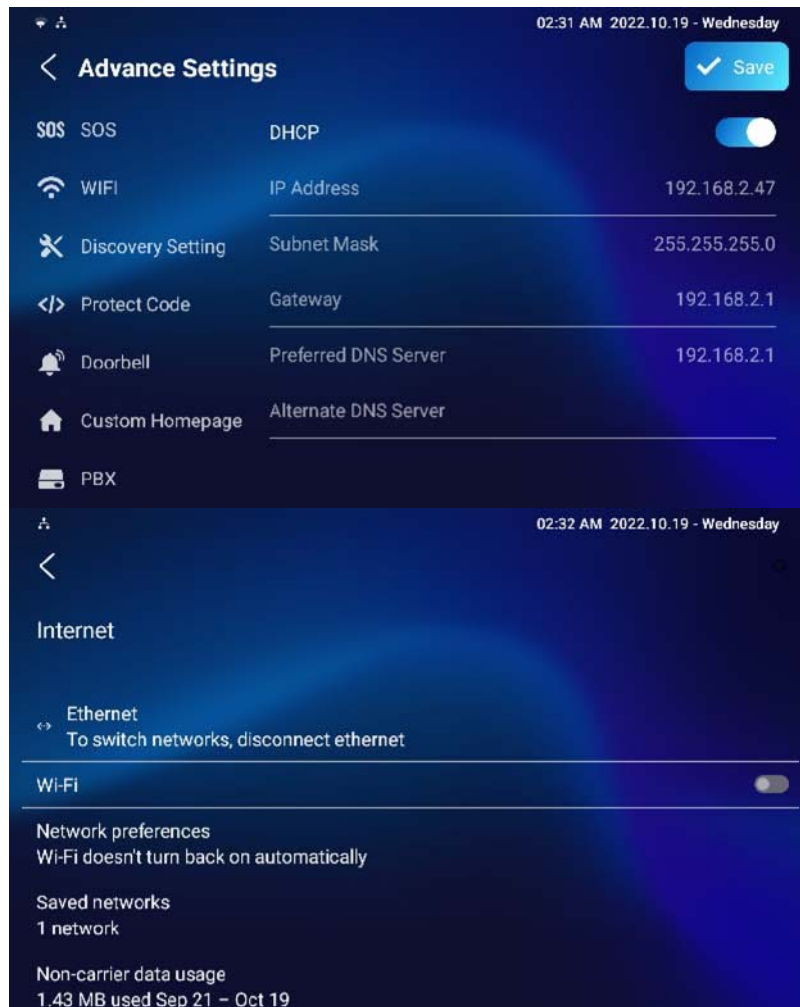 02:31 AM 2022.10.19 - Wednesday
Advance Settings
Save
SOS SOS
DHCP
WIFI
IP Address 192.168.2.47
Discovery Setting
Subnet Mask 255.255.255.0
</> Protect Code
Gateway 192.168.2.1
Doorbell
Preferred DNS Server 192.168.2.1
Custom Homepage
Alternate DNS Server
PBX
02:32 AM 2022.10.19 - Wednesday
Internet
Ethernet
To switch networks, disconnect ethernet
Wi-Fi
Network preferences
Wi-Fi doesn't turn back on automatically
Saved networks
1 network
Non-carrier data usage
1.43 MB used Sep 21 – Oct 19